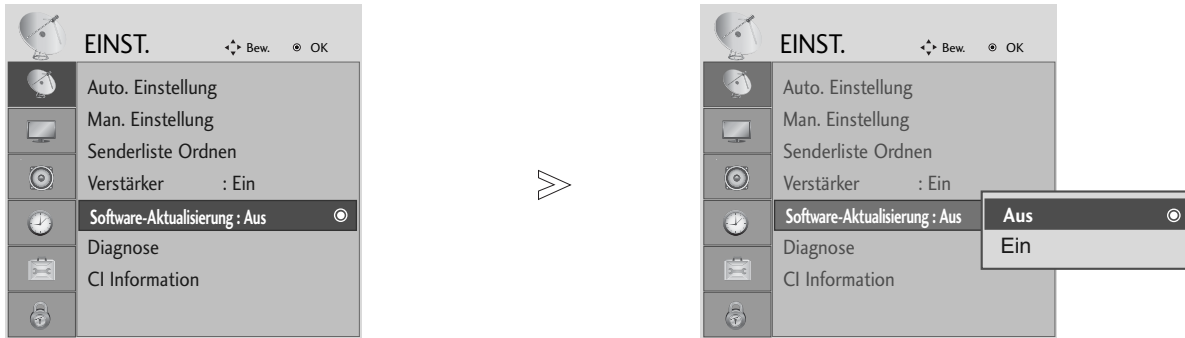 EINST. Bew. OK
Auto. Einstellung
Man. Einstellung
Senderliste Ordnen
Verstärker : Ein
Software-Aktualisierung : Aus
Diagnose
CI Information
EINST. Bew. OK
Auto. Einstellung
Man. Einstellung
Senderliste Ordnen
Verstärker : Ein
Software-Aktualisierung : Aus
Diagnose
CI Information
Aus
Ein